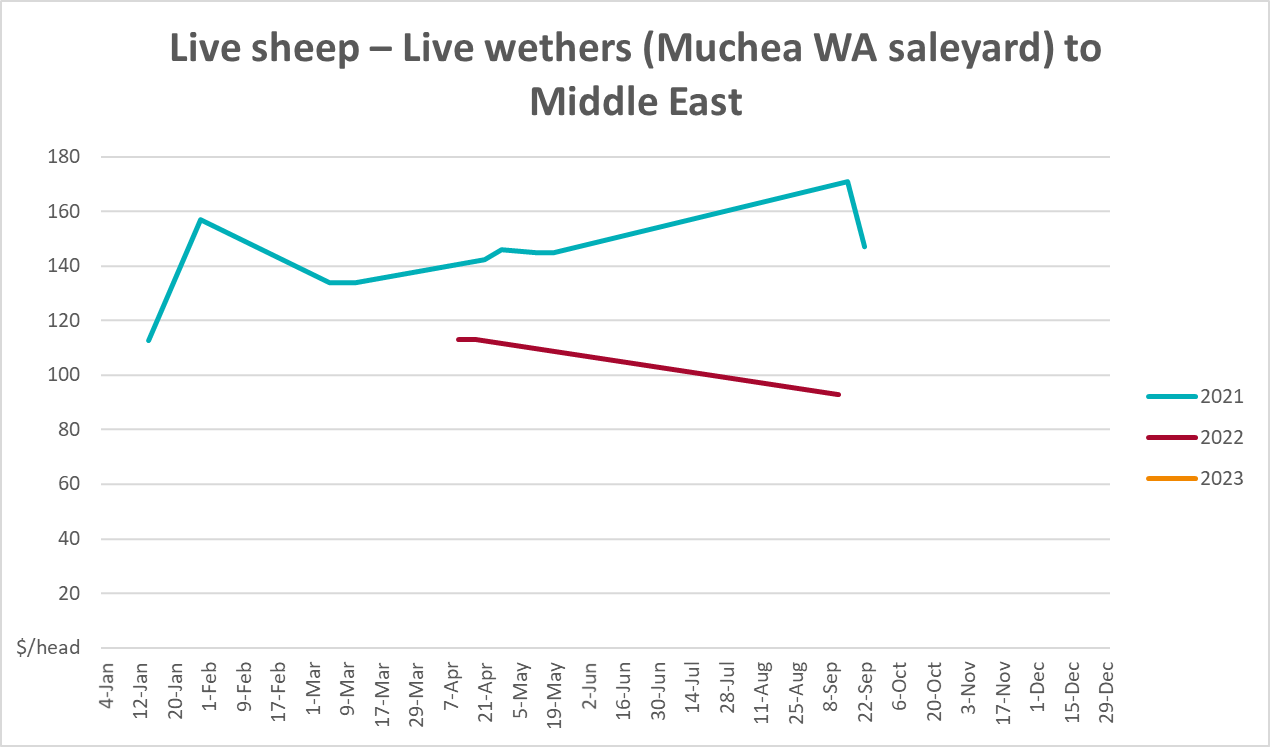 Live sheep – Live wethers (Muchea WA saleyard) to
Middle East
180
160
140
120
100
80
60
40
20
$/head
4-Jan
12-Jan
20-Jan
1-Feb
9-Feb
17-Feb
1-Mar
9-Mar
17-Mar
29-Mar
7-Apr
21-Apr
5-May
19-May
2-Jun
16-Jun
30-Jun
14-Jul
28-Jul
11-Aug
25-Aug
8-Sep
22-Sep
6-Oct
20-Oct
3-Nov
17-Nov
1-Dec
15-Dec
29-Dec
2021
2022
2023